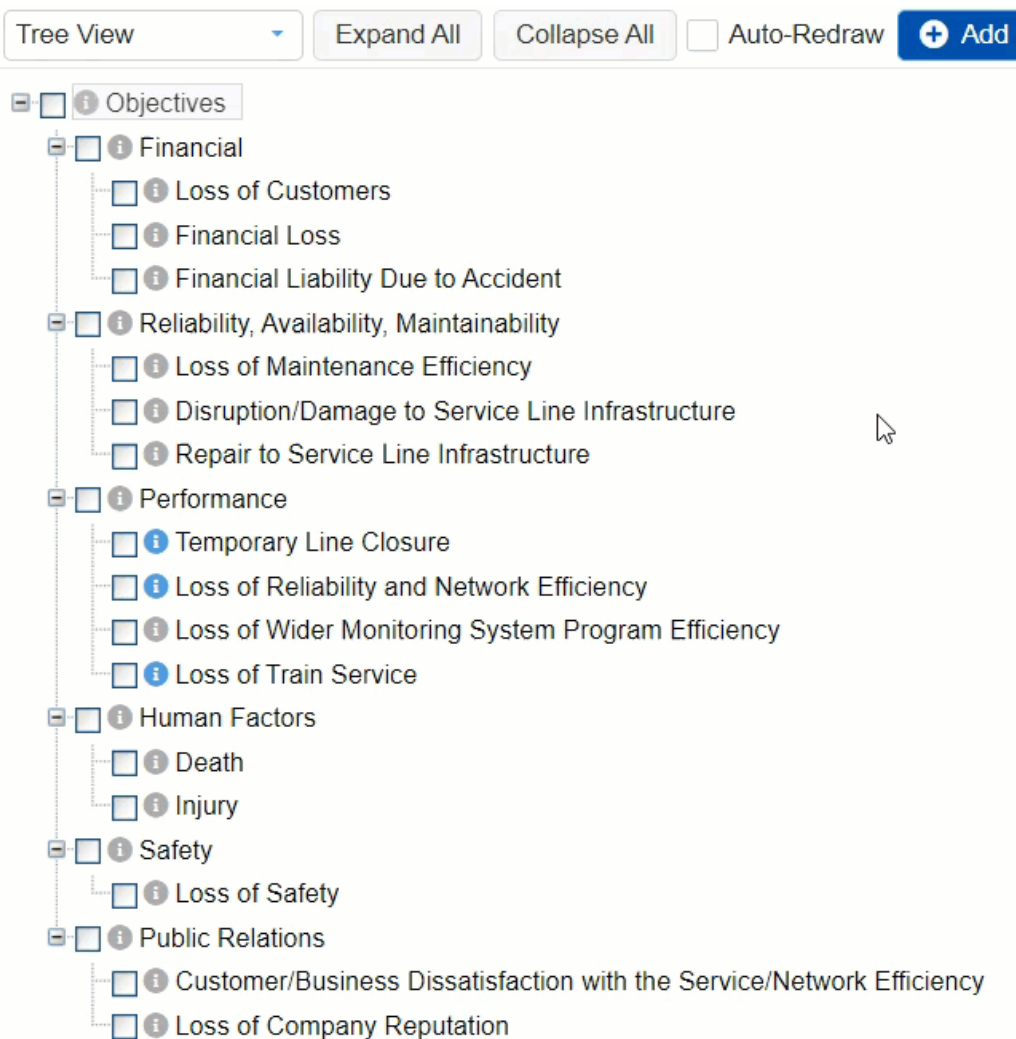 Tree View Expand All Collapse All Auto-Redraw Add
Objectives
Financial
Loss of Customers
Financial Loss
Financial Liability Due to Accident
Reliability, Availability, Maintainability
Loss of Maintenance Efficiency
Disruption/Damage to Service Line Infrastructure
Repair to Service Line Infrastructure
Performance
Temporary Line Closure
Loss of Reliability and Network Efficiency
Loss of Wider Monitoring System Program Efficiency
Loss of Train Service
Human Factors
Death
Injury
Safety
Loss of Safety
Public Relations
Customer/Business Dissatisfaction with the Service/Network Efficiency
Loss of Company Reputation